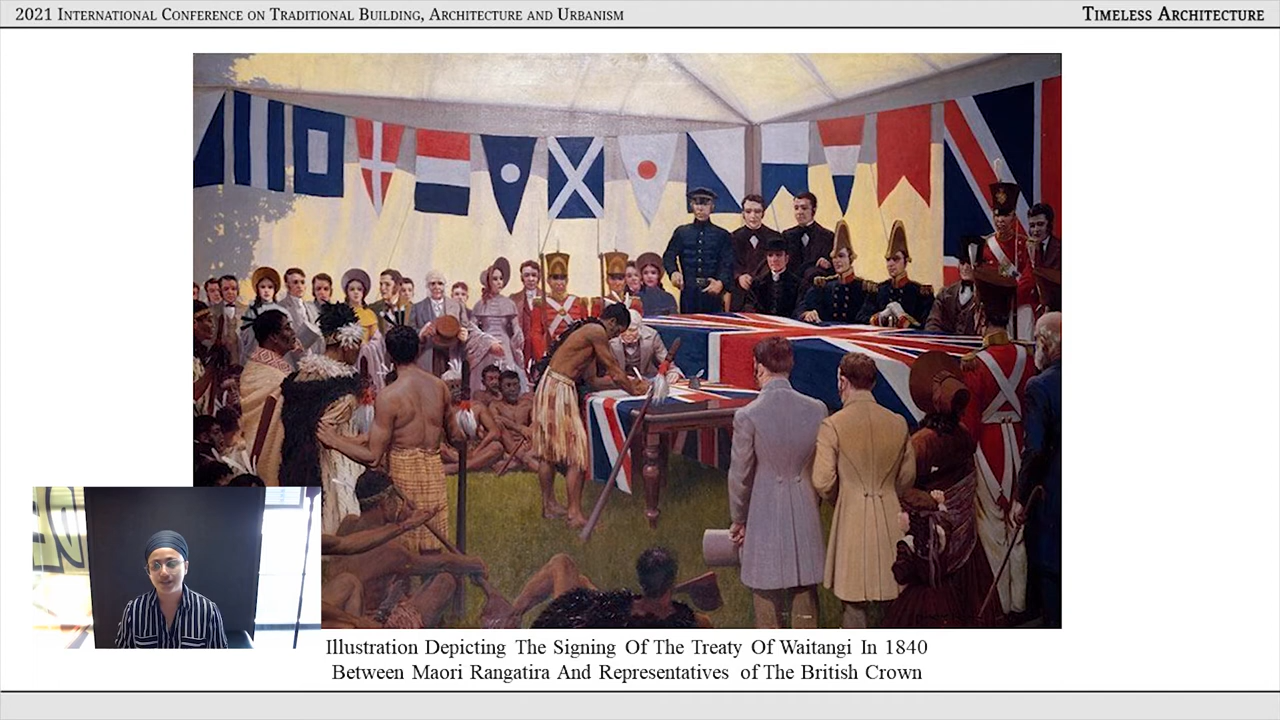 2021 International Conference on Traditional Building, Architecture and Urbanism
Timeless Architecture
Illustration Depicting The Signing Of The Treaty Of Waitangi In 1840
Between Maori Rangatira And Representatives of The British Crown